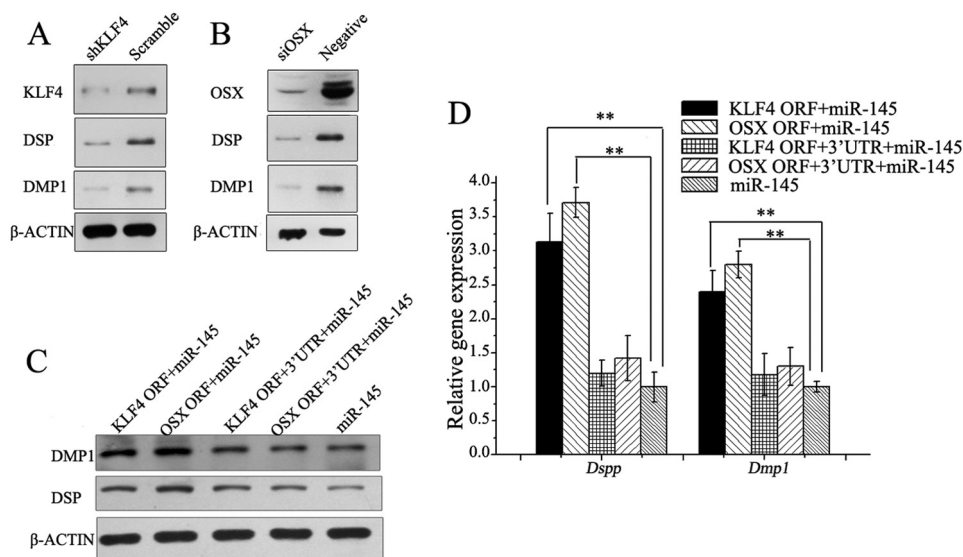 A
shKLF4
Scramble
KLF4
DSP
DMP1
β-ACTIN
B
siOSX
Negative
OSX
DSP
DMP1
β-ACTIN
C
KLF4 ORF+miR-145
OSX ORF+miR-145
KLF4 ORF+3'UTR+miR-145
OSX ORF+3'UTR+miR-145
miR-145
DMP1
DSP
β-ACTIN
D
KLF4 ORF+miR-145
OSX ORF+miR-145
KLF4 ORF+3'UTR+miR-145
OSX ORF+3'UTR+miR-145
miR-145
**
**
**
**
Relative gene expression
4.0
3.5
3.0
2.5
2.0
1.5
1.0
0.5
0.0
Dspp
Dmp1